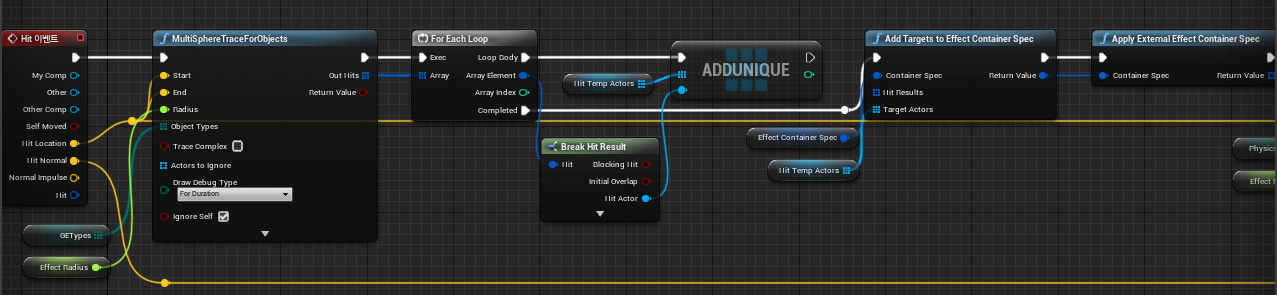 Hit 이벤트
My Comp
Other
Other Comp
Self Moved
Hit Location
Hit Normal
Normal Impulse
Hit
GETypes
Effect Radius
MultiSphereTraceForObjects
Start
End
Radius
Object Types
Trace Complex
Actors to Ignore
Draw Debug Type
For Duration
Ignore Self
Out Hits
Return Value
For Each Loop
Exec
Loop Body
Array
Array Element
Array Index
Completed
Hit Temp Actors
ADDUNIQUE
Break Hit Result
Hit
Blocking Hit
Initial Overlap
Hit Actor
Effect Container Spec
Hit Temp Actors
Add Targets to Effect Container Spec
Container Spec
Return Value
Hit Results
Target Actors
Apply External Effect Container Spec
Container Spec
Return Value
Physics
Effect